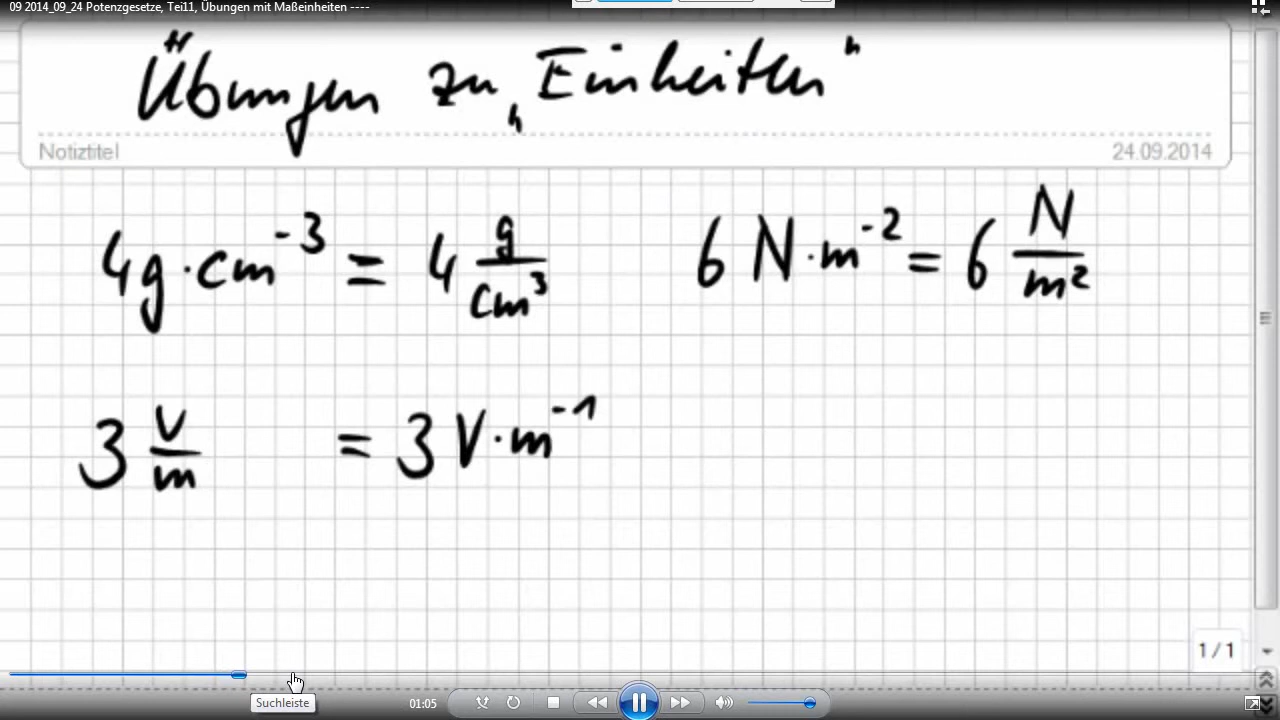 09 2014_09_24 Potenzgesetze, Tei11, Übungen mit Maßeinheiten ----
Übungen zu „Einheiten"
Notiztitel 24.09.2014
4g·cm⁻³ = 4 g/cm³ 6 N·m⁻² = 6 N/m²
3 V/m = 3 V·m⁻¹
1 / 1
Suchleiste 01:05